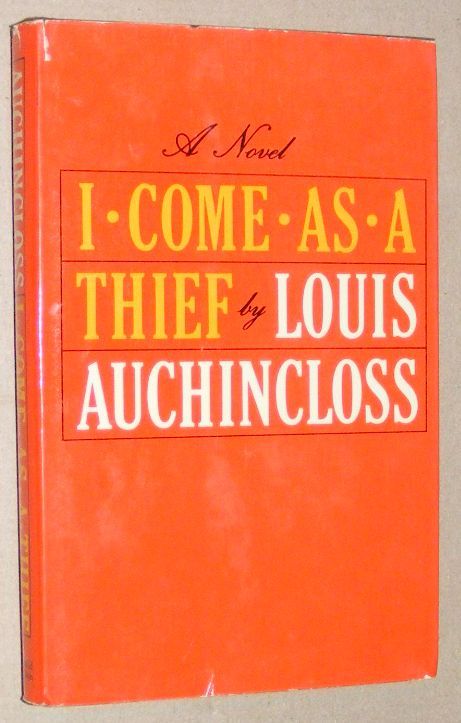 A Novel
I·COME·AS·A
THIEF by LOUIS
AUCHINCLOSS
AUCHINCLOSS I COME AS A THIEF